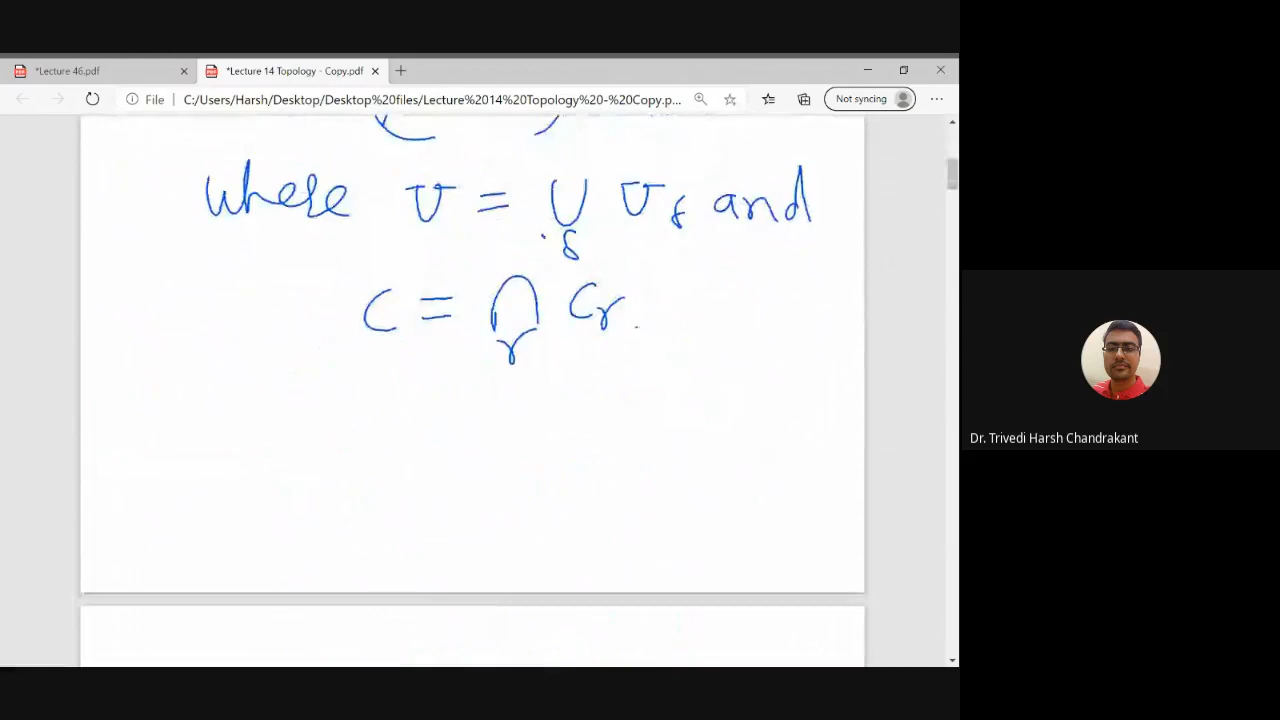 *Lecture 46.pdf
*Lecture 14 Topology - Copy.pdf
File C:/Users/Harsh/Desktop/Desktop%20files/Lecture%2014%20Topology%20-%20Copy.p... Not syncing
where U = ∪ U_δ and
δ
C = ∩ C_γ.
γ
Dr. Trivedi Harsh Chandrakant